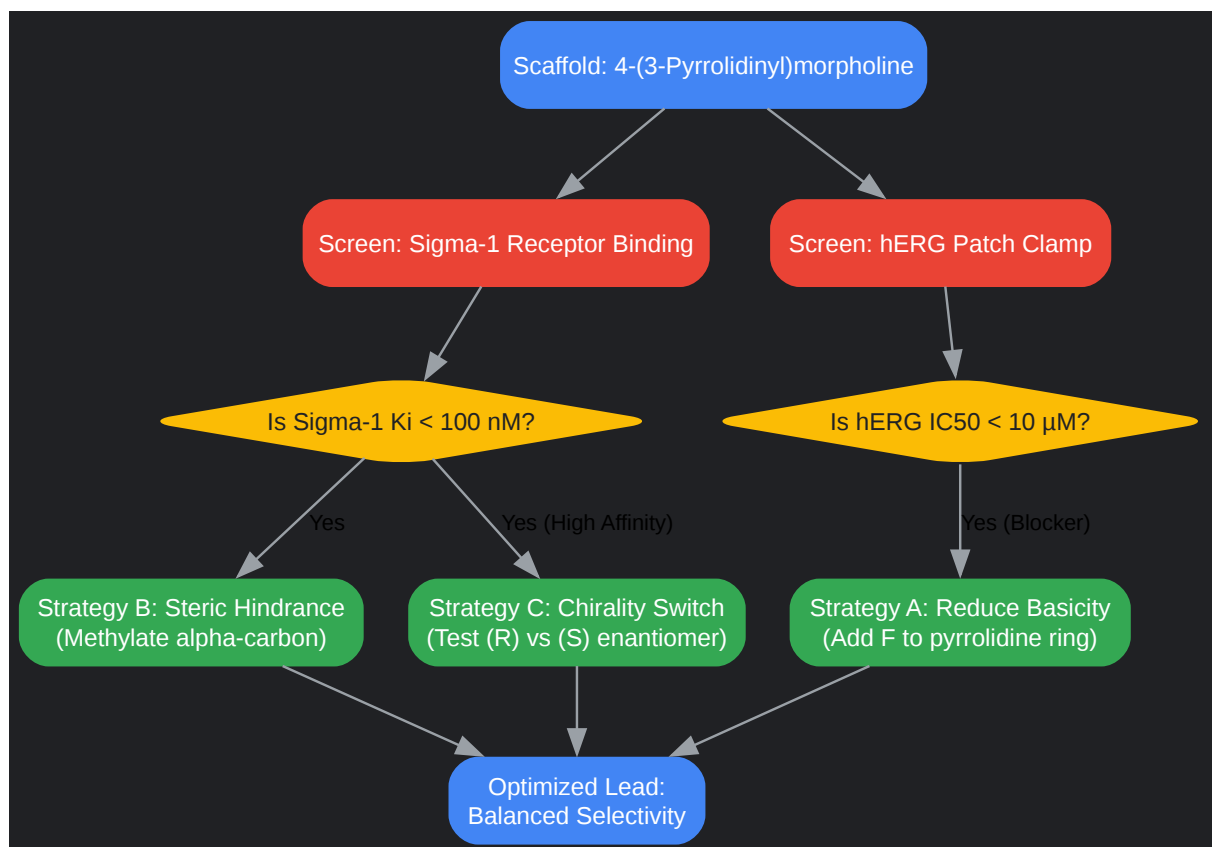 Scaffold: 4-(3-Pyrrolidinyl)morpholine
Screen: Sigma-1 Receptor Binding
Screen: hERG Patch Clamp
Is Sigma-1 Ki < 100 nM?
Is hERG IC50 < 10 µM?
Yes
Yes (High Affinity)
Yes (Blocker)
Strategy B: Steric Hindrance
(Methylate alpha-carbon)
Strategy C: Chirality Switch
(Test (R) vs (S) enantiomer)
Strategy A: Reduce Basicity
(Add F to pyrrolidine ring)
Optimized Lead:
Balanced Selectivity